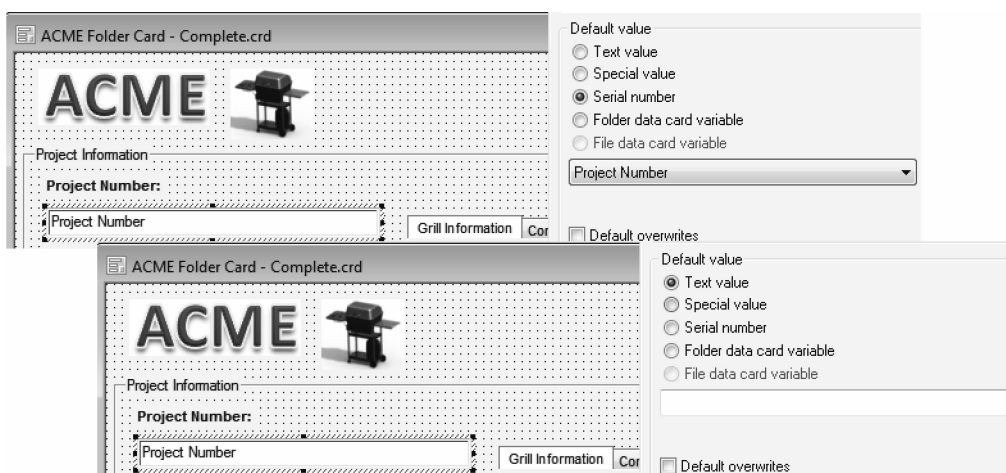 ACME Folder Card - Complete.crd
ACME
Project Information
Project Number:
Project Number
Grill Information
Default value
Text value
Special value
Serial number
Folder data card variable
File data card variable
Project Number
Default overwrites
ACME Folder Card - Complete.crd
ACME
Project Information
Project Number:
Project Number
Grill Information
Default value
Text value
Special value
Serial number
Folder data card variable
File data card variable
Default overwrites